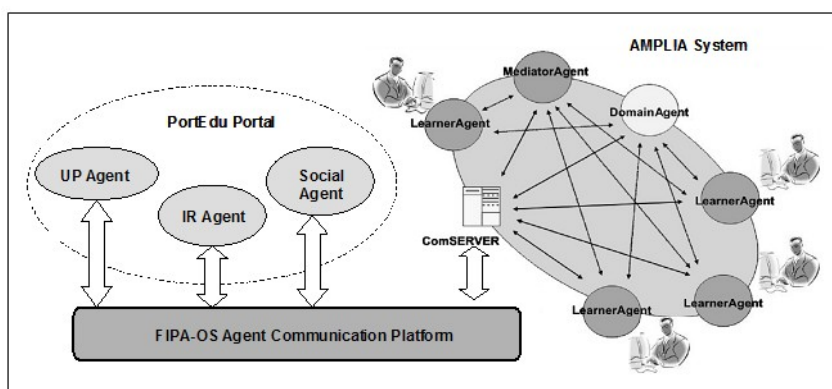 AMPLIA System
MediatorAgent
PortEdu Portal
LearnerAgent
DomainAgent
UP Agent
Social
Agent
IR Agent
LearnerAgent
ComSERVER
LearnerAgent
LearnerAgent
FIPA-OS Agent Communication Platform